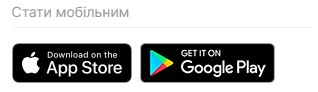 Стати мобільним
Download on the
App Store
GET IT ON
Google Play